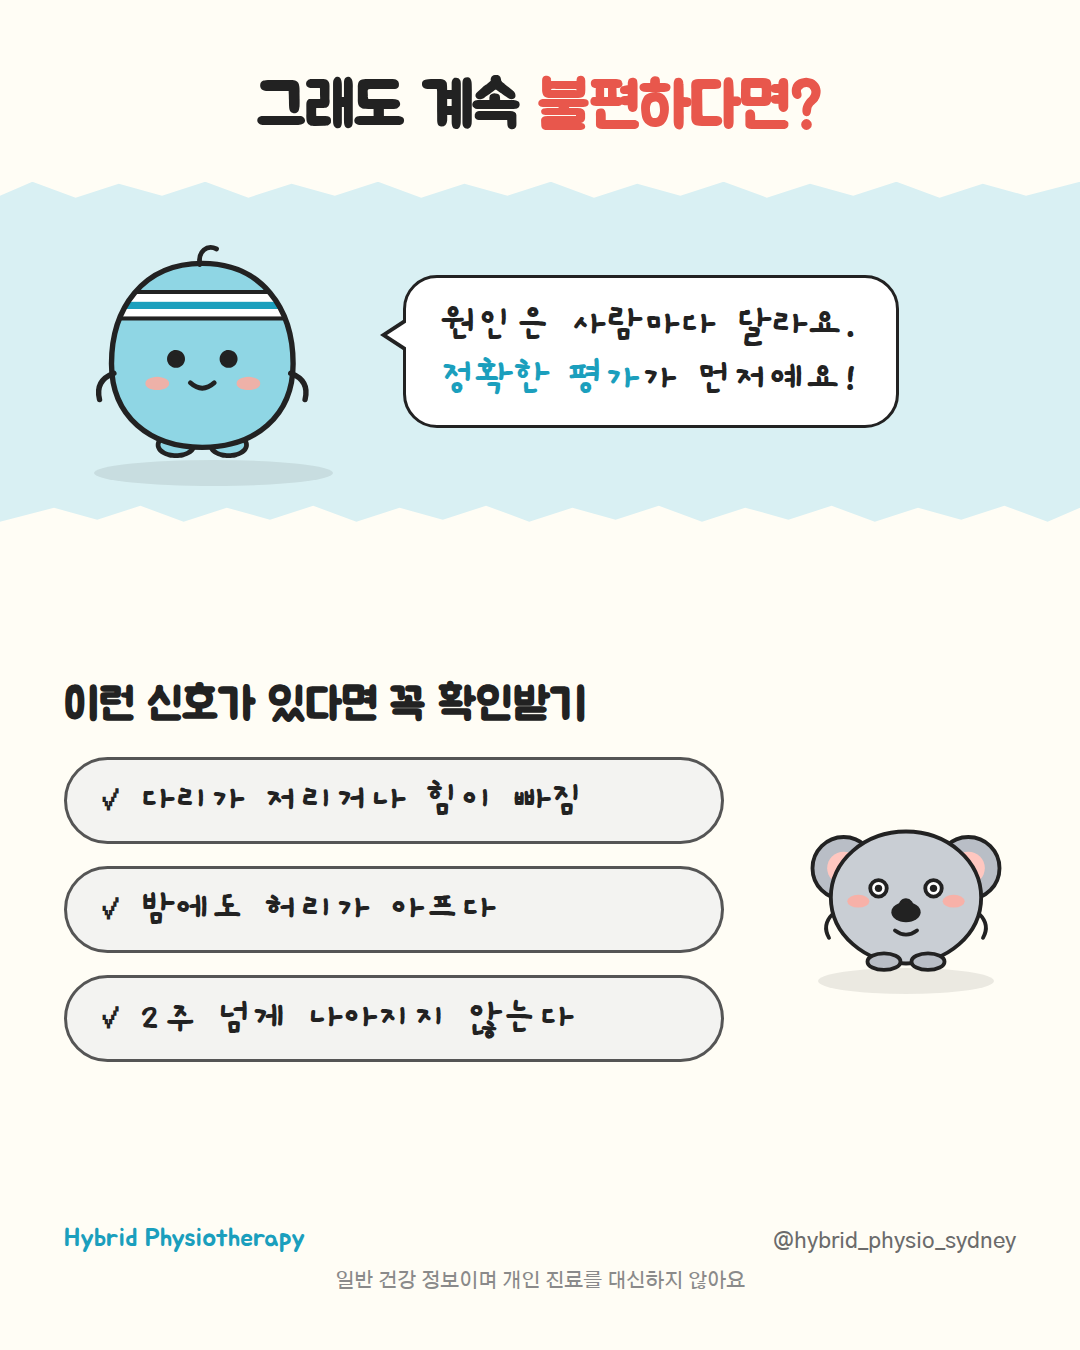 그래도 계속 불편하다면?
원인은 사람마다 달라요.
정확한 평가가 먼저예요!
이런 신호가 있다면 꼭 확인받기
✓ 다리가 저리거나 힘이 빠짐
✓ 밤에도 허리가 아프다
✓ 2주 넘게 나아지지 않는다
Hybrid Physiotherapy
@hybrid_physio_sydney
일반 건강 정보이며 개인 진료를 대신하지 않아요